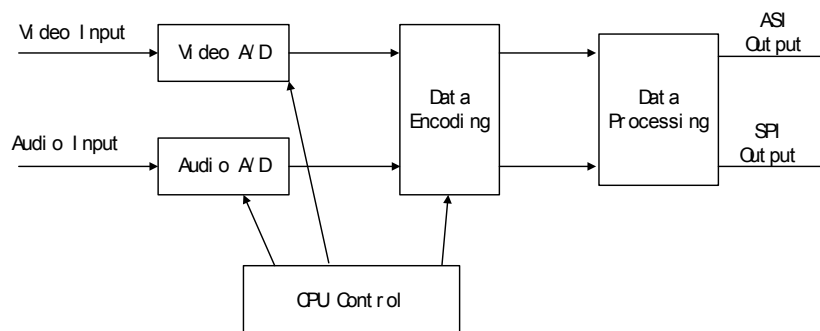 Video Input
Video A/D
Audio Input
Audio A/D
Data
Encoding
Data
Processing
ASI
Output
SPI
Output
CPU Control